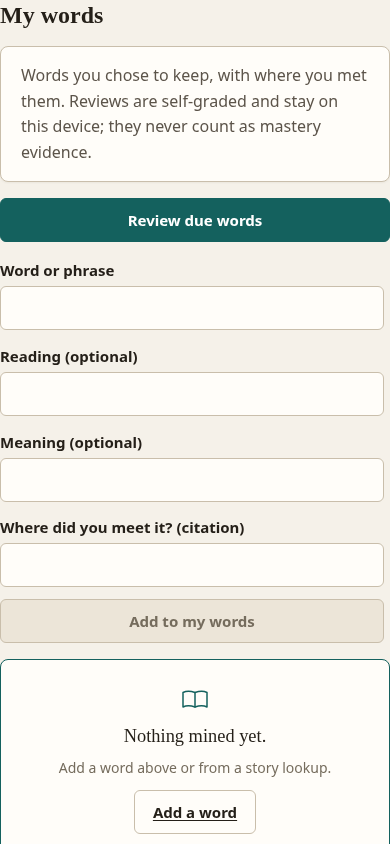 My words
Words you chose to keep, with where you met
them. Reviews are self-graded and stay on
this device; they never count as mastery
evidence.
Review due words
Word or phrase
Reading (optional)
Meaning (optional)
Where did you meet it? (citation)
Add to my words
Nothing mined yet.
Add a word above or from a story lookup.
Add a word